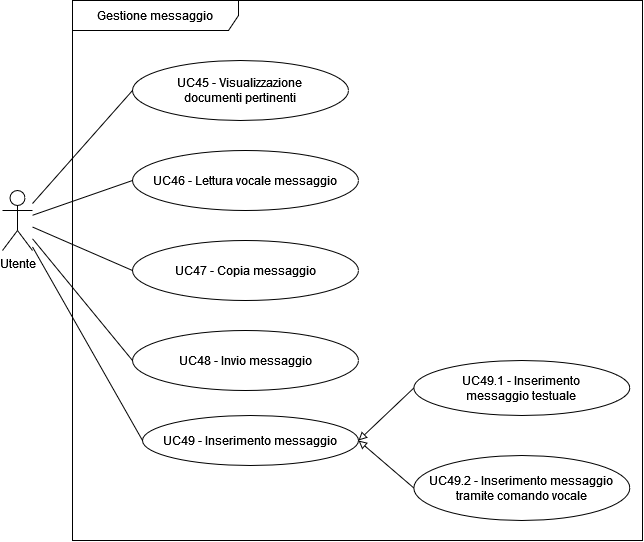 Gestione messaggio
UC45 - Visualizzazione
documenti pertinenti
UC46 - Lettura vocale messaggio
Utente
UC47 - Copia messaggio
UC48 - Invio messaggio
UC49.1 - Inserimento
messaggio testuale
UC49 - Inserimento messaggio
UC49.2 - Inserimento messaggio
tramite comando vocale